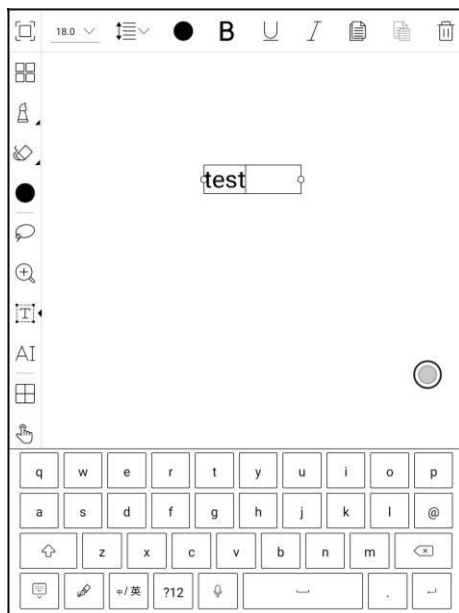 18.0 B U I
test
T
AI
q w e r t y u i o p
a s d f g h j k l @
z x c v b n m
中/英 ?12 .